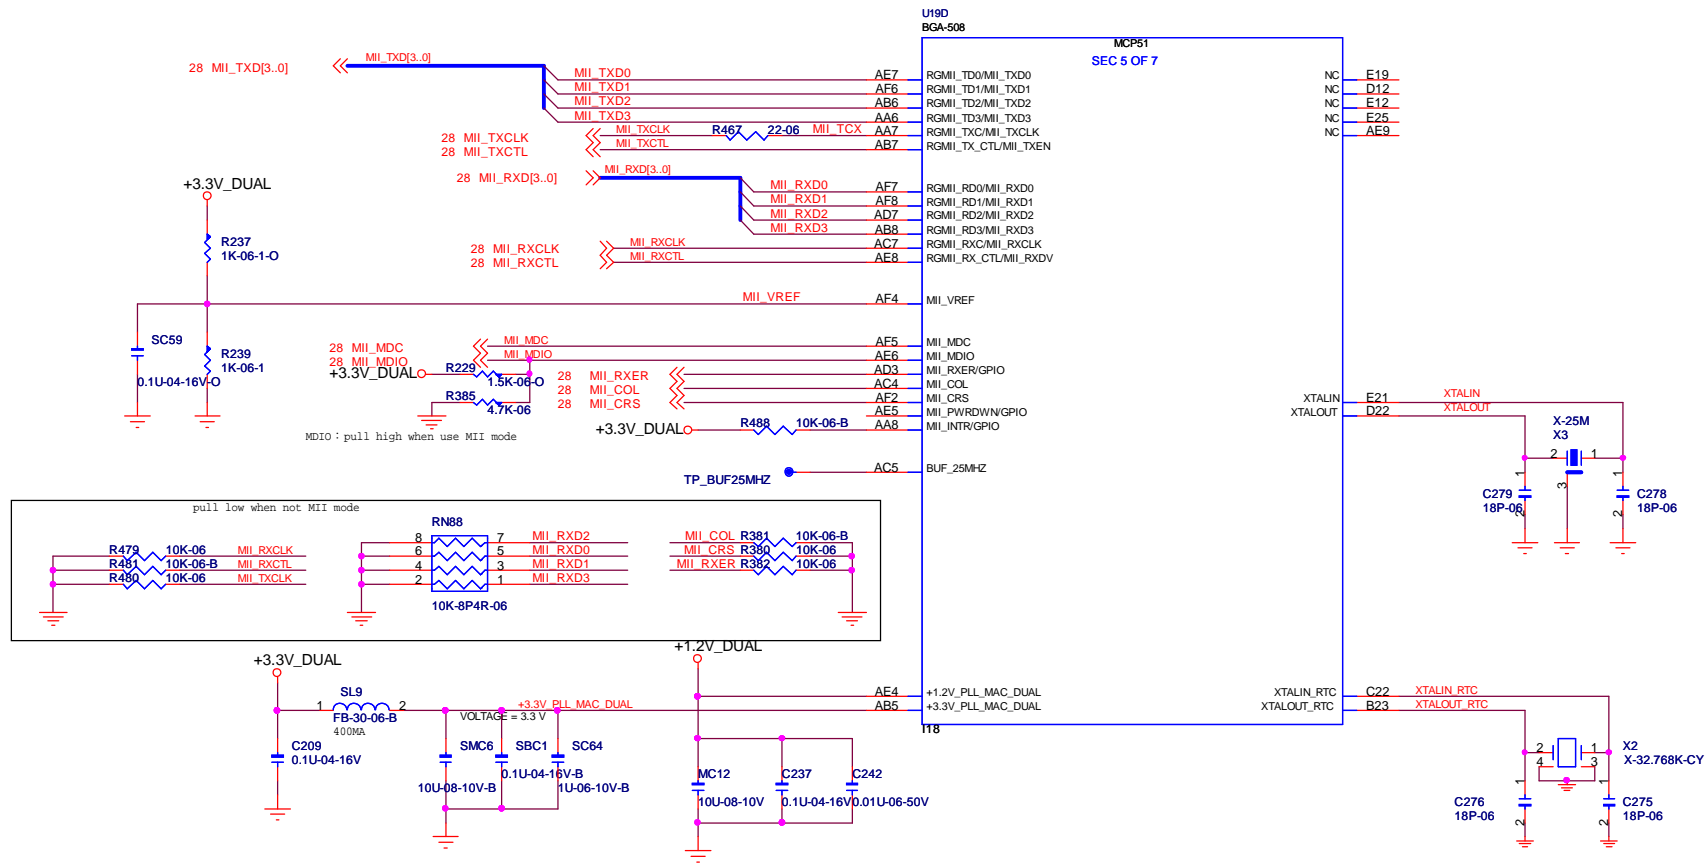 U19D
BGA-508
MCP51
SEC 5 OF 7
28 MII_TXD[3..0]
MII_TXD[3..0]
MII_TXD0 AE7 RGMII_TD0/MII_TXD0
MII_TXD1 AF6 RGMII_TD1/MII_TXD1
MII_TXD2 AB6 RGMII_TD2/MII_TXD2
MII_TXD3 AA6 RGMII_TD3/MII_TXD3
28 MII_TXCLK MII_TXCLK R467 22-06 MII_TCX AA7 RGMII_TXC/MII_TXCLK
28 MII_TXCTL MII_TXCTL AB7 RGMII_TX_CTL/MII_TXEN
NC E19
NC D12
NC E12
NC E25
NC AE9
28 MII_RXD[3..0] MII_RXD[3..0]
MII_RXD0 AF7 RGMII_RD0/MII_RXD0
MII_RXD1 AF8 RGMII_RD1/MII_RXD1
MII_RXD2 AD7 RGMII_RD2/MII_RXD2
MII_RXD3 AB8 RGMII_RD3/MII_RXD3
28 MII_RXCLK MII_RXCLK AC7 RGMII_RXC/MII_RXCLK
28 MII_RXCTL MII_RXCTL AE8 RGMII_RX_CTL/MII_RXDV
+3.3V_DUAL
R237
1K-06-1-O
MII_VREF AF4 MII_VREF
SC59
0.1U-04-16V-O
R239
1K-06-1
28 MII_MDC MII_MDC AF5 MII_MDC
28 MII_MDIO MII_MDIO AE6 MII_MDIO
+3.3V_DUAL R229 1.5K-06-O
R385 4.7K-06
28 MII_RXER AD3 MII_RXER/GPIO
28 MII_COL AC4 MII_COL
28 MII_CRS AF2 MII_CRS
AE5 MII_PWRDWN/GPIO
+3.3V_DUAL R488 10K-06-B AA8 MII_INTR/GPIO
MDIO : pull high when use MII mode
TP_BUF25MHZ AC5 BUF_25MHZ
XTALIN E21 XTALIN
XTALOUT D22 XTALOUT
X-25M
X3
2 1
3
C279
18P-06
1
2
C278
18P-06
1
2
pull low when not MII mode
R479 10K-06 MII_RXCLK
R481 10K-06-B MII_RXCTL
R480 10K-06 MII_TXCLK
RN88
8 7 MII_RXD2
6 5 MII_RXD0
4 3 MII_RXD1
2 1 MII_RXD3
10K-8P4R-06
MII_COL R381 10K-06-B
MII_CRS R380 10K-06
MII_RXER R382 10K-06
+3.3V_DUAL
+1.2V_DUAL
1 SL9 2
FB-30-06-B
400MA
+3.3V_PLL_MAC_DUAL
VOLTAGE = 3.3 V
AE4 +1.2V_PLL_MAC_DUAL
AB5 +3.3V_PLL_MAC_DUAL
I18
C209
0.1U-04-16V
SMC6
10U-08-10V-B
SBC1
0.1U-04-16V-B
SC64
1U-06-10V-B
MC12
10U-08-10V
C237
0.1U-04-16V
C242
0.01U-06-50V
XTALIN_RTC C22 XTALIN_RTC
XTALOUT_RTC B23 XTALOUT_RTC
X2
X-32.768K-CY
2 1
4 3
C276
18P-06
1
2
C275
18P-06
1
2